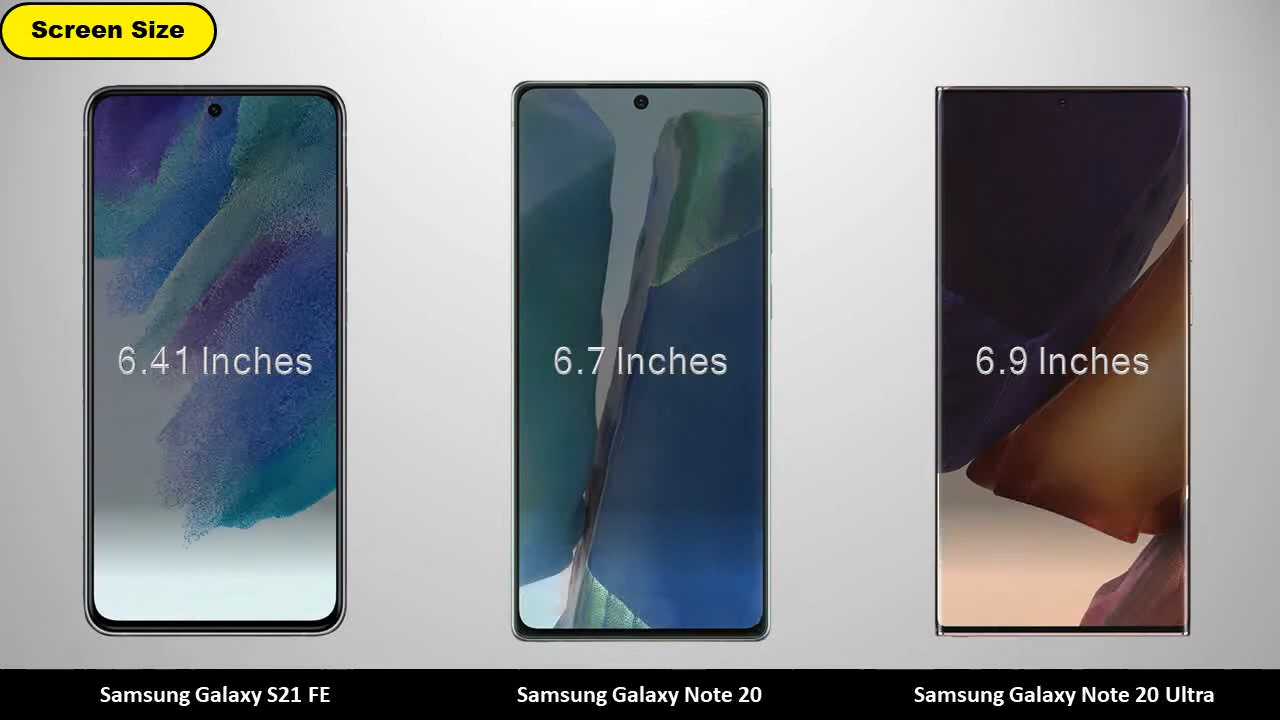 Screen Size
6.41 Inches
6.7 Inches
6.9 Inches
Samsung Galaxy S21 FE
Samsung Galaxy Note 20
Samsung Galaxy Note 20 Ultra